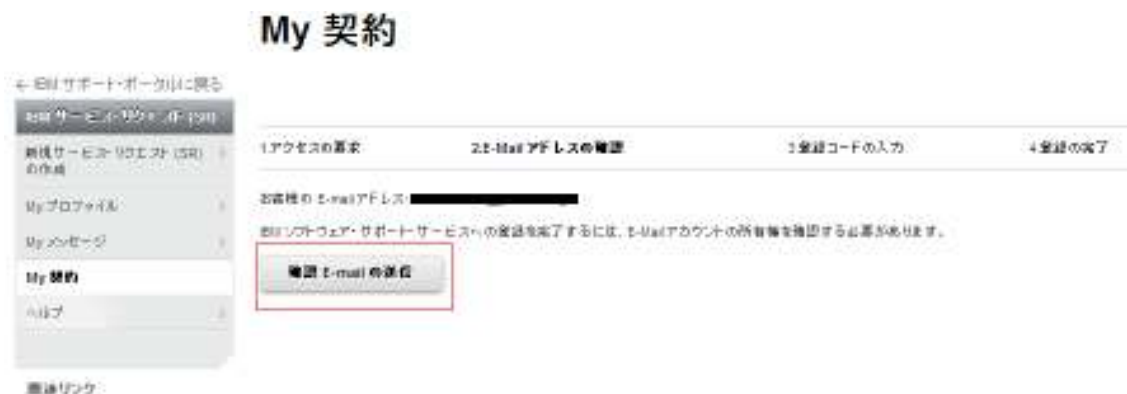 My 契約
← IBM サポート・ポータルに戻る
IBM サービス・リクエスト (SR)
新規サービス・リクエスト (SR)
の作成
My プロファイル
My メッセージ
My 契約
ヘルプ
関連リンク
1.アクセスの要求
2.E-Mail アドレスの確認
3.登録コードの入力
4.登録の完了
お客様の E-mail アドレス:
IBM ソフトウェア・サポート・サービスへの登録を完了するには、E-Mail アカウントの所有権を確認する必要があります。
確認 E-mail の送信